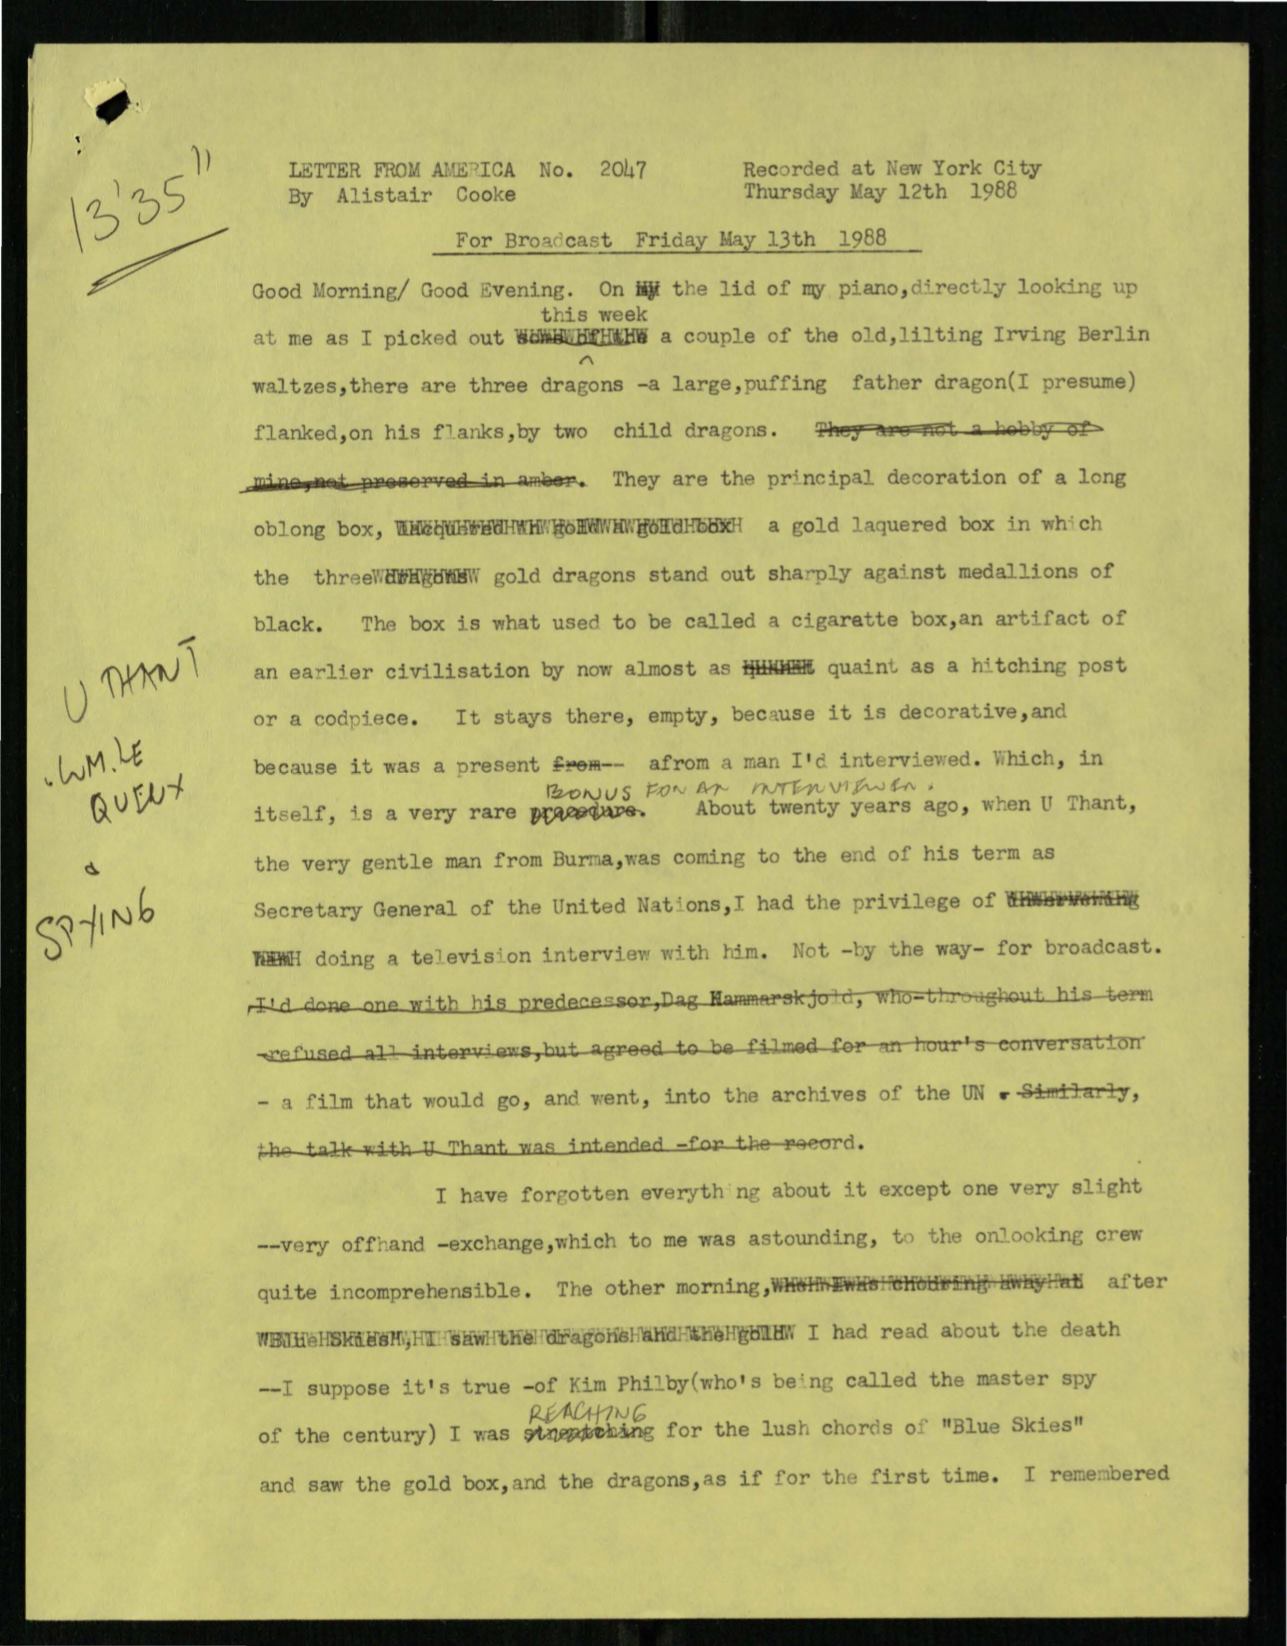 13'35"
LETTER FROM AMERICA No. 2047 Recorded at New York City
By Alistair Cooke Thursday May 12th 1988
For Broadcast Friday May 13th 1988
Good Morning/ Good Evening. On the lid of my piano,directly looking up
this week
at me as I picked out a couple of the old,lilting Irving Berlin
waltzes,there are three dragons -a large,puffing father dragon(I presume)
flanked,on his flanks,by two child dragons. They are not a hobby of
mine,not preserved in amber. They are the principal decoration of a long
oblong box, a gold laquered box in which
the three dragons gold dragons stand out sharply against medallions of
black. The box is what used to be called a cigarette box,an artifact of
an earlier civilisation by now almost as quaint as a hitching post
U THANT
or a codpiece. It stays there, empty, because it is decorative,and
because it was a present from-- afrom a man I'd interviewed. Which, in
.WM. LE
QUEUX
BONUS FOR AN INTERVIEWER.
itself, is a very rare procedure. About twenty years ago, when U Thant,
the very gentle man from Burma,was coming to the end of his term as
&
SPYING
Secretary General of the United Nations,I had the privilege of
doing a television interview with him. Not -by the way- for broadcast.
I'd done one with his predecessor,Dag Hammarskjold, who-throughout his term
-refused all interviews,but agreed to be filmed for an hour's conversation
- a film that would go, and went, into the archives of the UN . Similarly,
the talk with U Thant was intended -for the record.
I have forgotten everything about it except one very slight
--very offhand -exchange,which to me was astounding, to the onlooking crew
quite incomprehensible. The other morning, after
I saw the dragons and the gold I had read about the death
--I suppose it's true -of Kim Philby(who's being called the master spy
REACHING
of the century) I was stretching for the lush chords of "Blue Skies"
and saw the gold box,and the dragons,as if for the first time. I remembered